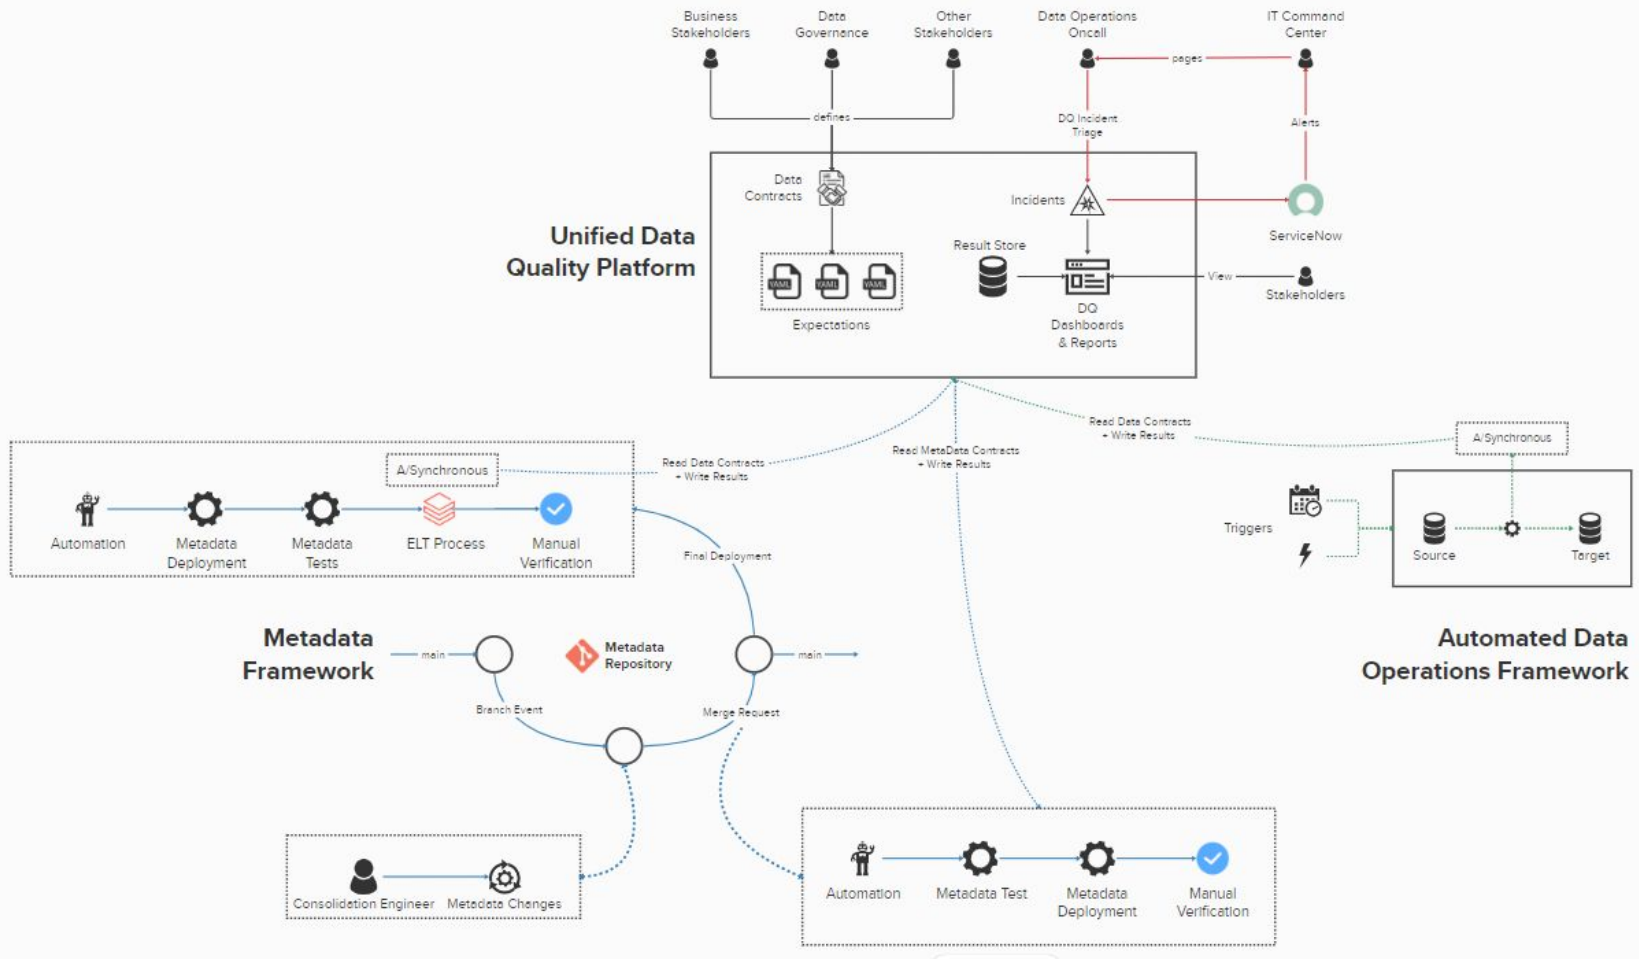 Business
Stakeholders
Data
Governance
Other
Stakeholders
Data Operations
Oncall
IT Command
Center
pages
defines
DQ Incident
Triage
Alerts
Data
Contracts
Incidents
ServiceNow
Unified Data
Quality Platform
Result Store
View
Stakeholders
YAML
YAML
YAML
Expectations
DQ
Dashboards
& Reports
Read Data Contracts
+ Write Results
A/Synchronous
Read MetaData Contracts
+ Write Results
Read Data Contracts
+ Write Results
A/Synchronous
Automation
Metadata
Deployment
Metadata
Tests
ELT Process
Manual
Verification
Triggers
Source
Target
Final Deployment
Metadata
Framework
main
Metadata
Repository
main
Automated Data
Operations Framework
Branch Event
Merge Request
Consolidation Engineer
Metadata Changes
Automation
Metadata Test
Metadata
Deployment
Manual
Verification